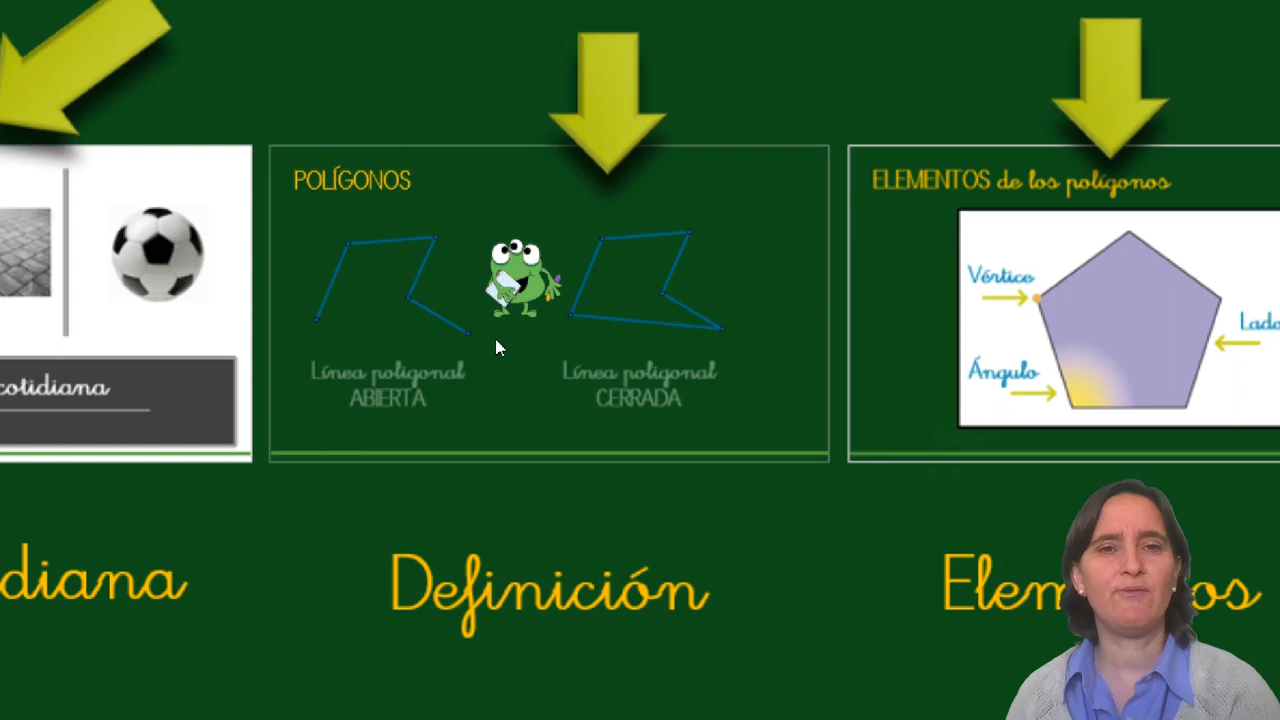 cotidiana
POLÍGONOS
Línea poligonal
ABIERTA
Línea poligonal
CERRADA
ELEMENTOS de los polígonos
Vértice
Ángulo
Lado
diana
Definición